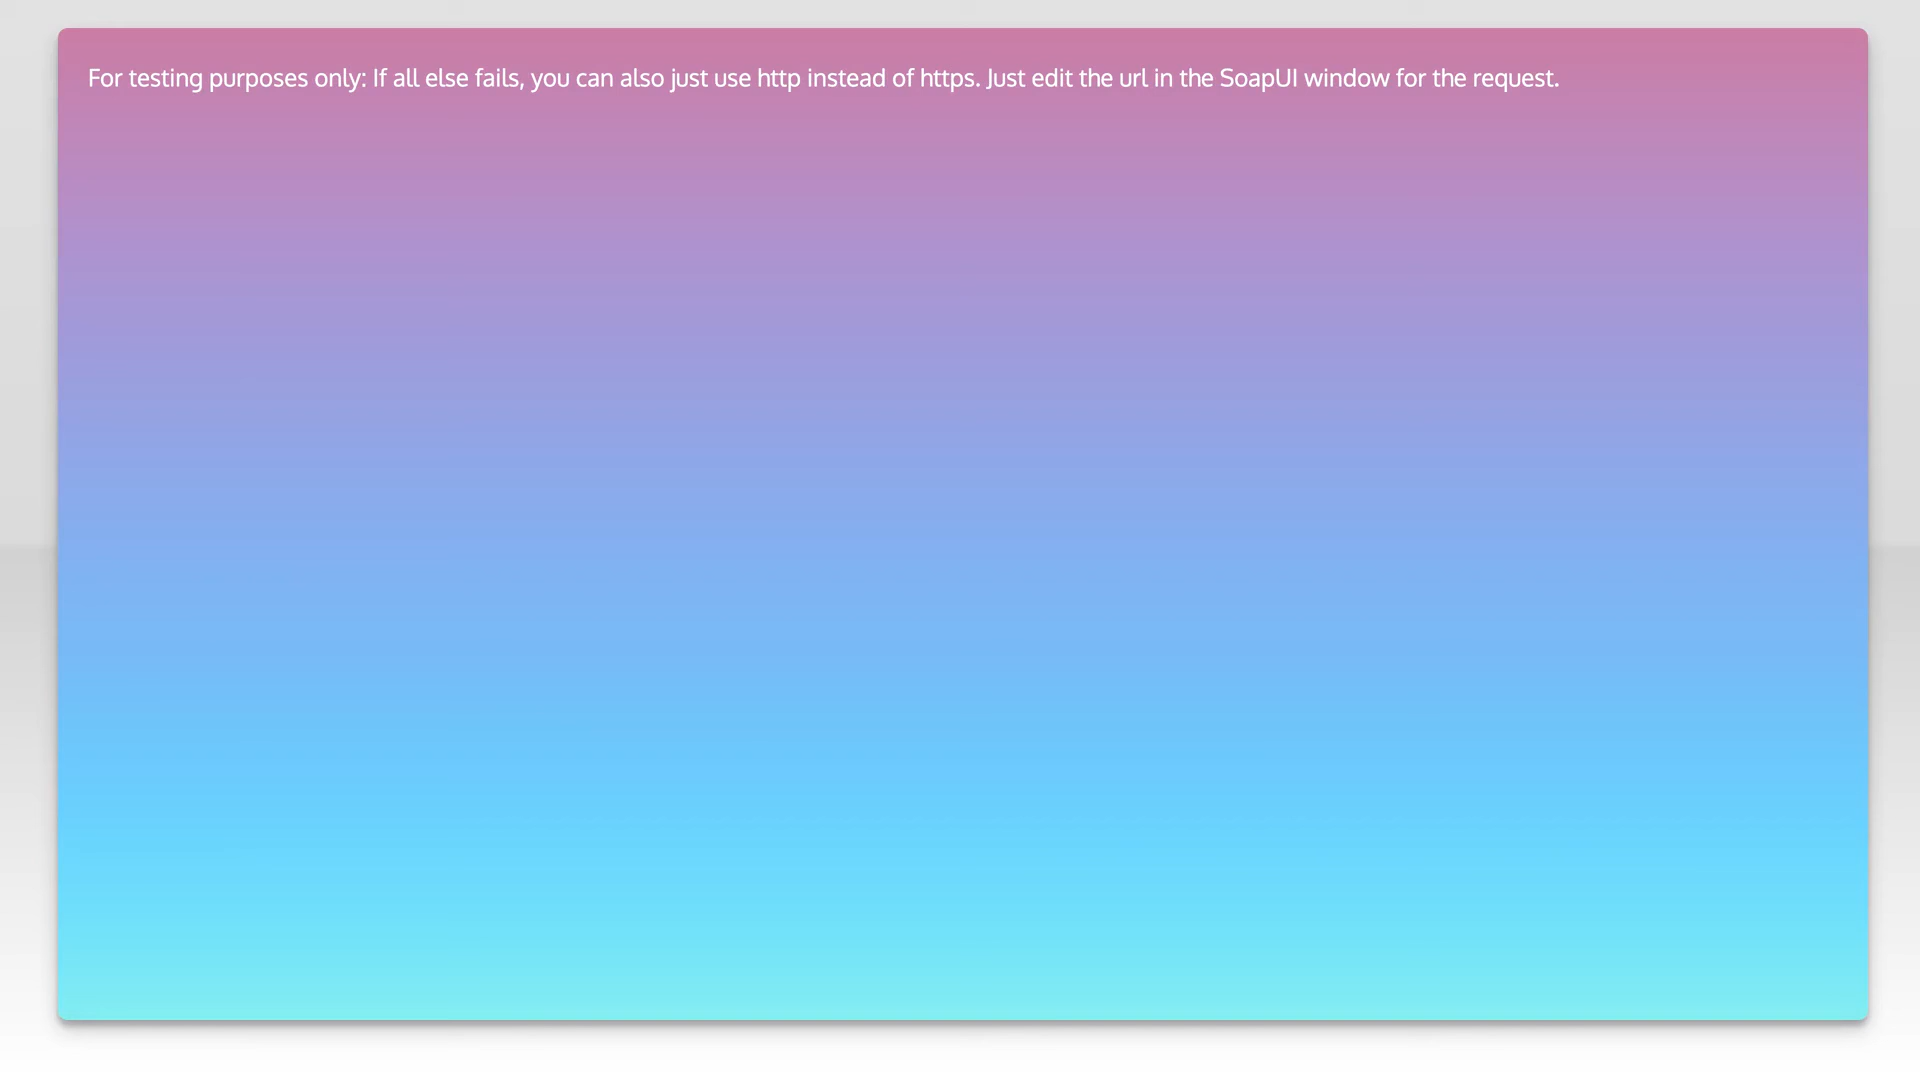 For testing purposes only: If all else fails, you can also just use http instead of https. Just edit the url in the SoapUI window for the request.